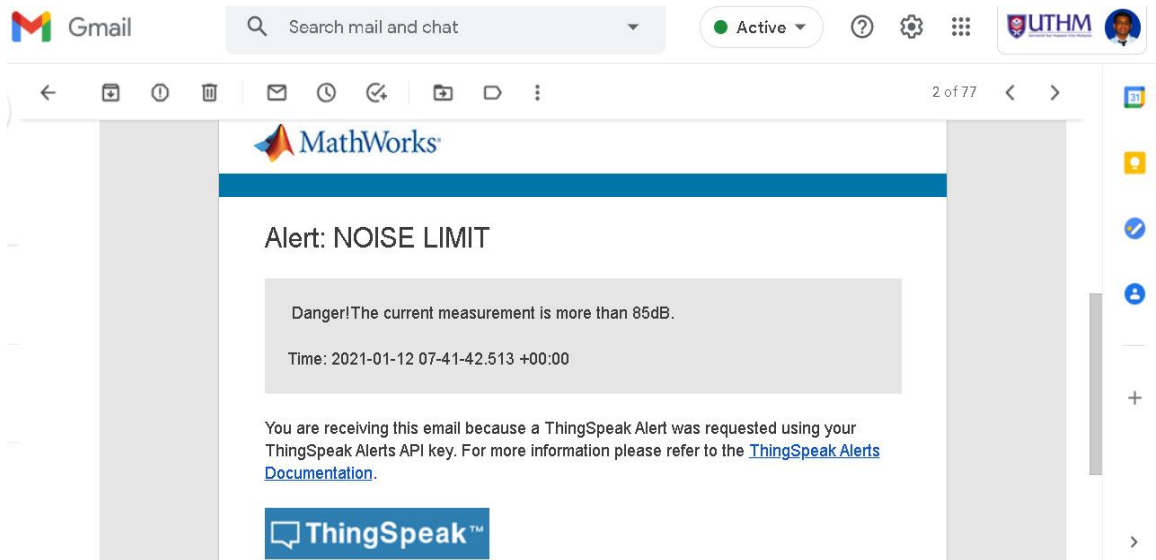 Gmail
Search mail and chat
Active
UTHM
2 of 77
31
MathWorks®
Alert: NOISE LIMIT
Danger!The current measurement is more than 85dB.
Time: 2021-01-12 07-41-42.513 +00:00
You are receiving this email because a ThingSpeak Alert was requested using your
ThingSpeak Alerts API key. For more information please refer to the ThingSpeak Alerts
Documentation.
ThingSpeak™